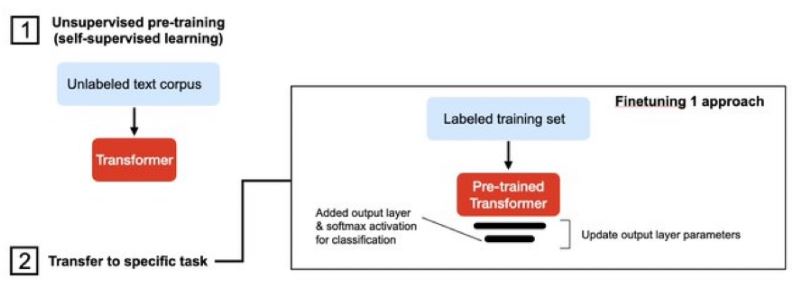 1
Unsupervised pre-training
(self-supervised learning)
Unlabeled text corpus
Transformer
2
Transfer to specific task
Finetuning 1 approach
Labeled training set
Pre-trained
Transformer
Added output layer
& softmax activation
for classification
Update output layer parameters